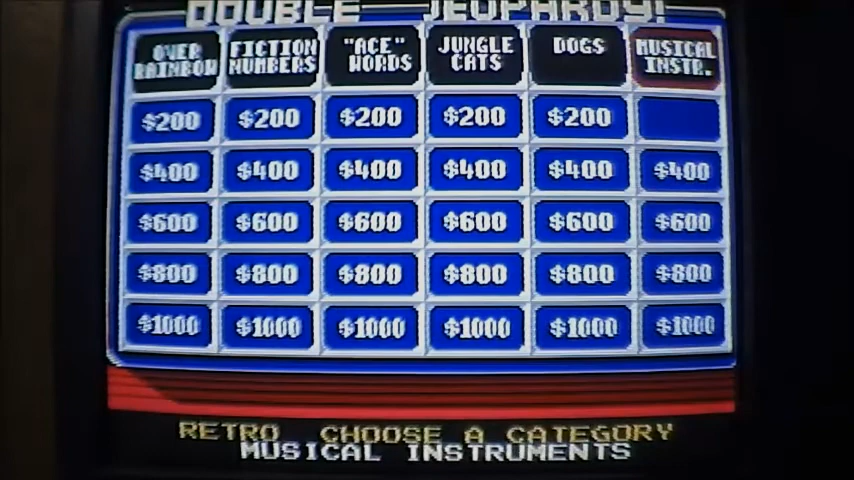 DOUBLE JEOPARDY!
OVER RAINBOW
FICTION NUMBERS
"ACE" WORDS
JUNGLE CATS
DOGS
MUSICAL INSTR.
$200 $200 $200 $200 $200
$400 $400 $400 $400 $400 $400
$600 $600 $600 $600 $600 $600
$800 $800 $800 $800 $800 $800
$1000 $1000 $1000 $1000 $1000 $1000
RETRO CHOOSE A CATEGORY
MUSICAL INSTRUMENTS